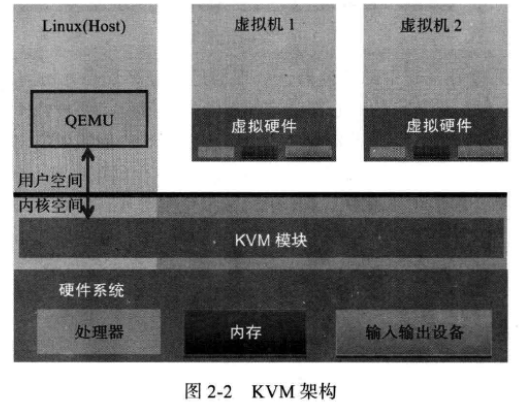 Linux(Host)
虚拟机 1
虚拟机 2
QEMU
虚拟硬件
虚拟硬件
用户空间
内核空间
KVM 模块
硬件系统
处理器
内存
输入输出设备
图 2-2 KVM 架构